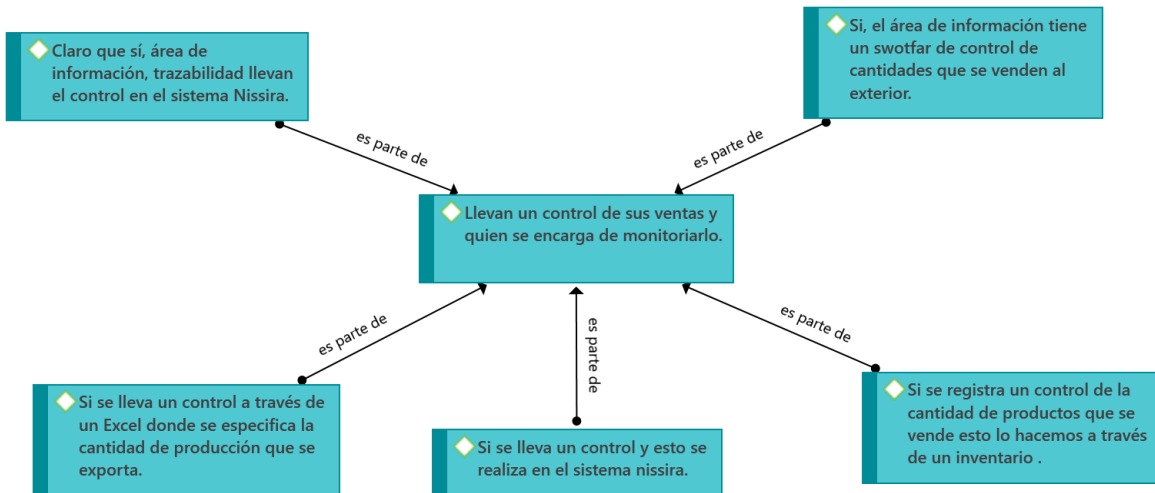 Claro que sí, área de
información, trazabilidad llevan
el control en el sistema Nissira.
Si, el área de información tiene
un swotfar de control de
cantidades que se venden al
exterior.
es parte de
es parte de
Llevan un control de sus ventas y
quien se encarga de monitoriarlo.
es parte de
es parte de
es parte de
Si se lleva un control a través de
un Excel donde se especifica la
cantidad de producción que se
exporta.
Si se lleva un control y esto se
realiza en el sistema nissira.
Si se registra un control de la
cantidad de productos que se
vende esto lo hacemos a través
de un inventario .